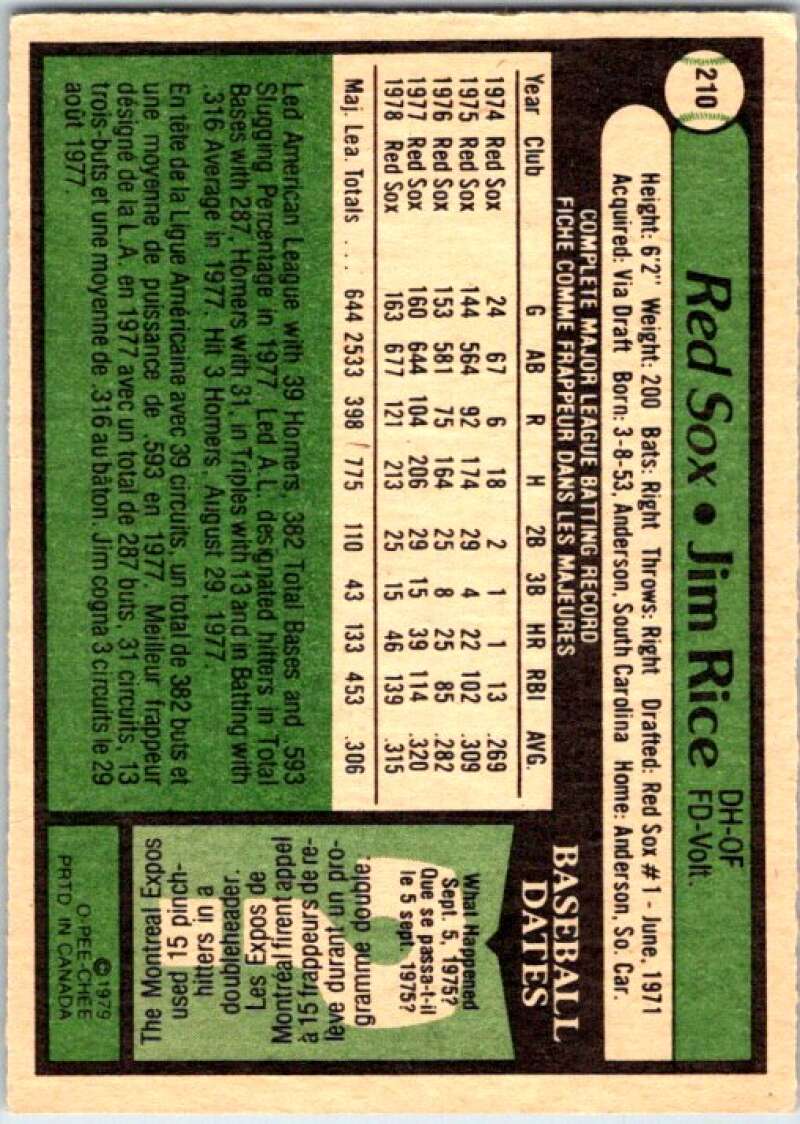 210
Red Sox • Jim Rice
DH-OF
FD-Volt.
Height: 6'2" Weight: 200 Bats: Right Throws: Right Drafted: Red Sox #1 - June, 1971
Acquired: Via Draft Born: 3-8-53, Anderson, South Carolina Home: Anderson, So. Car.
COMPLETE MAJOR LEAGUE BATTING RECORD
FICHE COMME FRAPPEUR DANS LES MAJEURES
Year Club G AB R H 2B 3B HR RBI AVG.
1974 Red Sox 24 67 6 18 2 1 1 13 .269
1975 Red Sox 144 564 92 174 29 4 22 102 .309
1976 Red Sox 153 581 75 164 25 8 25 85 .282
1977 Red Sox 160 644 104 206 29 15 39 114 .320
1978 Red Sox 163 677 121 213 25 15 46 139 .315
Maj. Lea. Totals ... 644 2533 398 775 110 43 133 453 .306
Led American League with 39 Homers, 382 Total Bases and .593
Slugging Percentage in 1977. Led A.L. designated hitters in Total
Bases with 287, Homers with 31, in Triples with 13 and in Batting with
.316 Average in 1977. Hit 3 Homers, August 29, 1977.
En tête de la Ligue Américaine avec 39 circuits, un total de 382 buts et
une moyenne de puissance de .593 en 1977. Meilleur frappeur
désigné de la L.A. en 1977 avec un total de 287 buts, 31 circuits, 13
trois-buts et une moyenne de .316 au bâton. Jim cogna 3 circuits le 29
août 1977.
BASEBALL
DATES
What Happened
Sept. 5, 1975?
Que se passa-t-il
le 5 sept. 1975?
The Montreal Expos
used 15 pinch-
hitters in a
doubleheader.
Les Expos de
Montreal firent appel
à 15 frappeurs de re-
lève durant un pro-
gramme double.
©1979
O-PEE-CHEE
PRTD IN CANADA